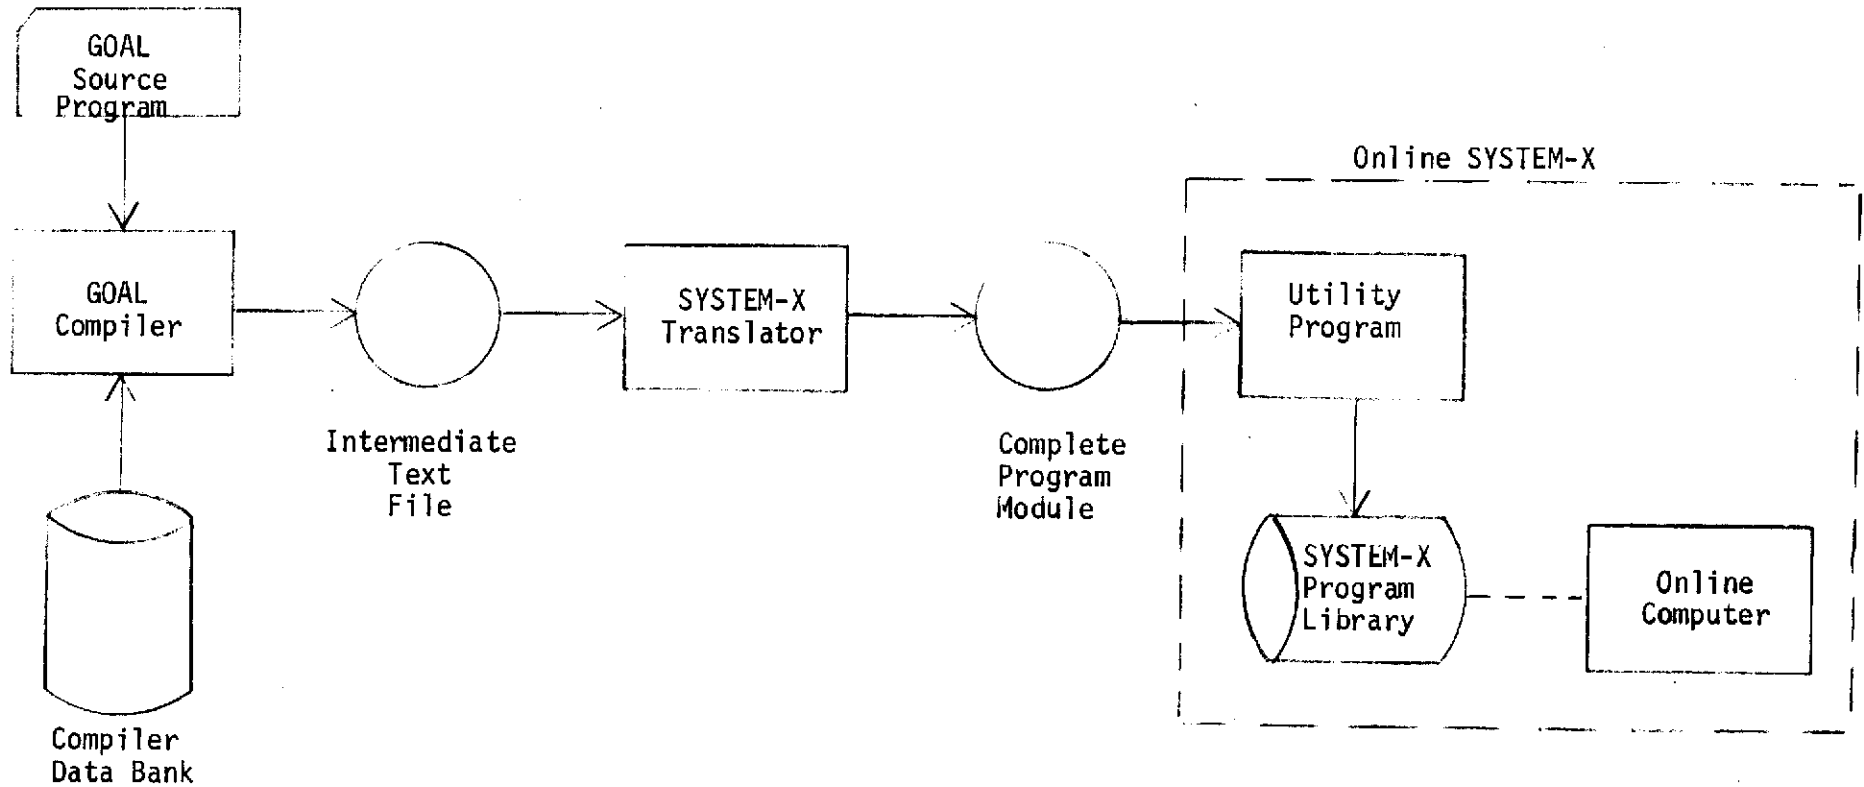 GOAL
Source
Program
Online SYSTEM-X
GOAL
Compiler
SYSTEM-X
Translator
Utility
Program
Intermediate
Text
File
Complete
Program
Module
SYSTEM-X
Program
Library
Online
Computer
Compiler
Data Bank